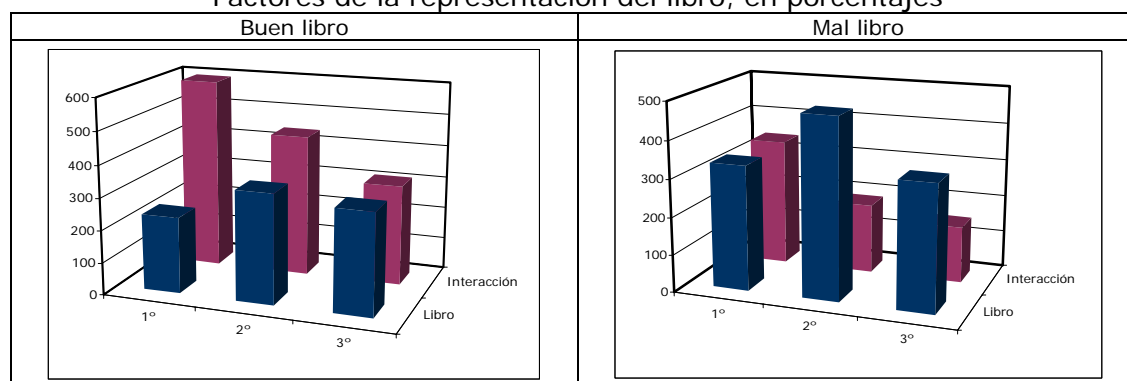 Factores de la representación del libro, en porcentajes
Buen libro
Mal libro
600
500
400
300
200
100
0
1º
2º
3º
Interacción
Libro
500
400
300
200
100
0
1º
2º
3º
Interacción
Libro